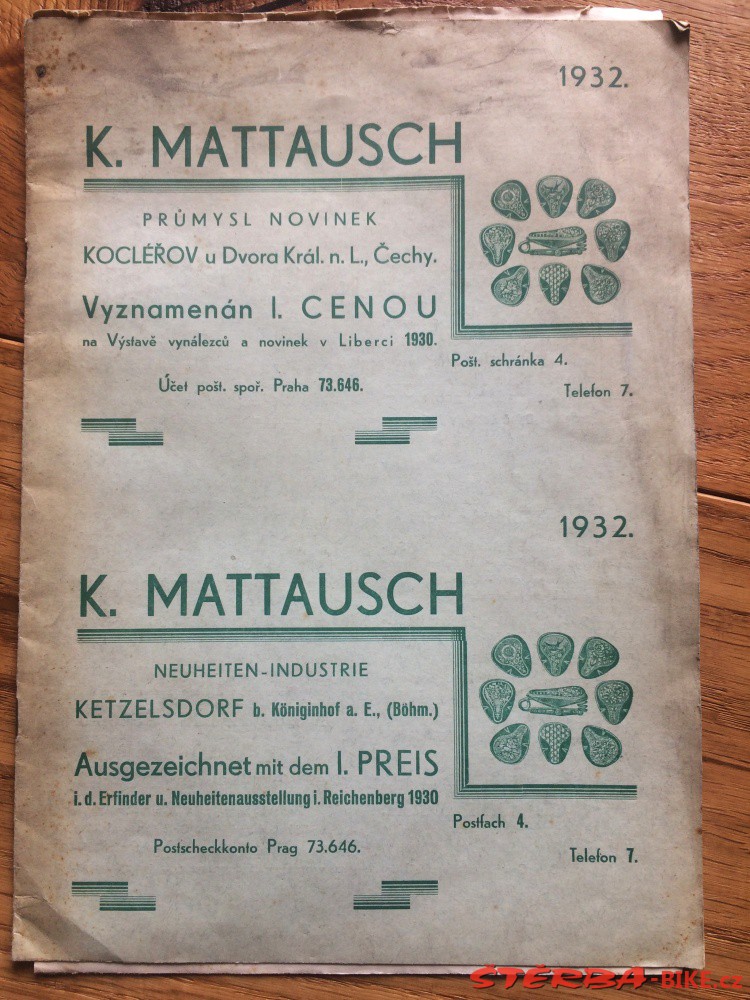 1932.
K. MATTAUSCH
PRŮMYSL NOVINEK
KOCLÉŘOV u Dvora Král. n. L., Čechy.
Vyznamenán I. CENOU
na Výstavě vynálezců a novinek v Liberci 1930.
Pošt. schránka 4.
Účet pošt. spoř. Praha 73.646.
Telefon 7.
1932.
K. MATTAUSCH
NEUHEITEN-INDUSTRIE
KETZELSDORF b. Königinhof a. E., (Böhm.)
Ausgezeichnet mit dem I. PREIS
i. d. Erfinder u. Neuheitenausstellung i. Reichenberg 1930
Postfach 4.
Postscheckkonto Prag 73.646.
Telefon 7.
ŠTĚRBA-BIKE.cz